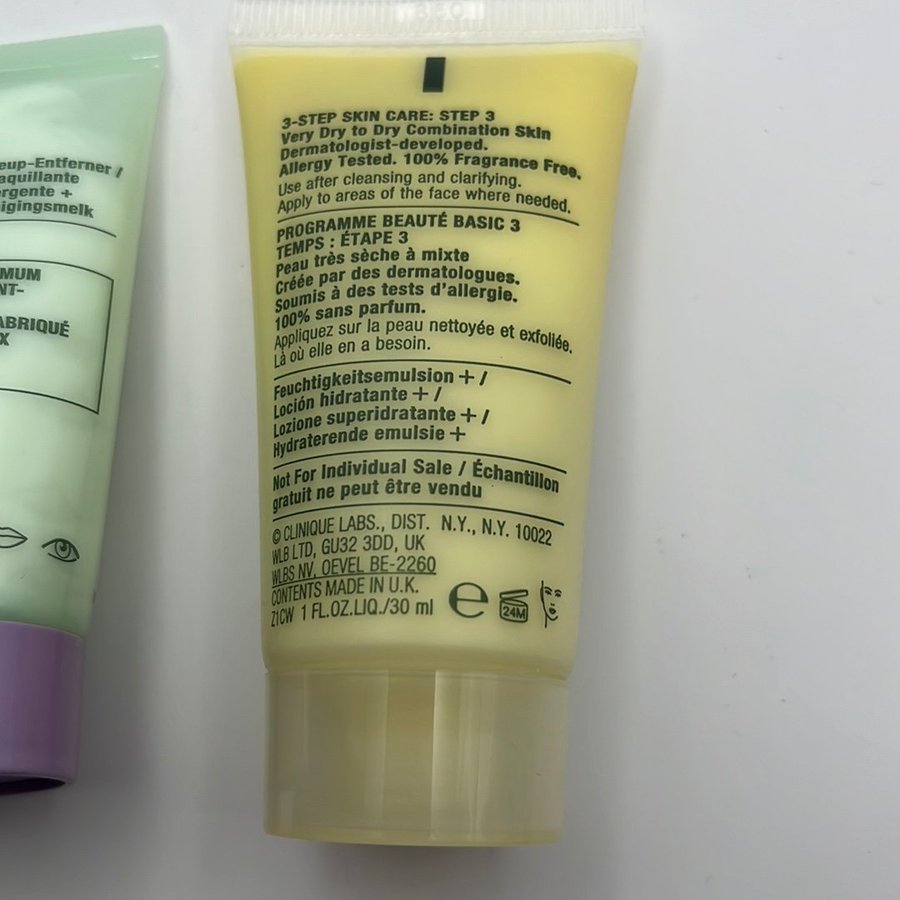 eup-Entferner /
aquillante
ergente +
nigingsmelk
MUM
NT-
ABRIQUÉ
X
3-STEP SKIN CARE: STEP 3
Very Dry to Dry Combination Skin
Dermatologist-developed.
Allergy Tested. 100% Fragrance Free.
Use after cleansing and clarifying.
Apply to areas of the face where needed.
PROGRAMME BEAUTÉ BASIC 3
TEMPS : ÉTAPE 3
Peau très sèche à mixte
Créée par des dermatologues.
Soumis à des tests d'allergie.
100% sans parfum.
Appliquez sur la peau nettoyée et exfoliée.
Là où elle en a besoin.
Feuchtigkeitsemulsion + /
Loción hidratante + /
Lozione superidratante + /
Hydraterende emulsie +
Not For Individual Sale / Échantillon
gratuit ne peut être vendu
© CLINIQUE LABS., DIST. N.Y., N.Y. 10022
WLB LTD, GU32 3DD, UK
WLBS NV, OEVEL BE-2260
CONTENTS MADE IN U.K.
Z1CW 1 FL.OZ.LIQ./30 ml ℮ 24M